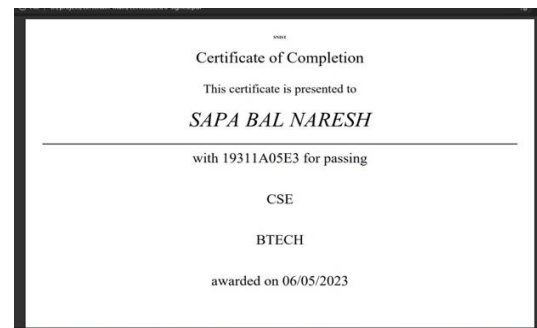 Certificate of Completion
This certificate is presented to
SAPA BAL NARESH
with 19311A05E3 for passing
CSE
BTECH
awarded on 06/05/2023